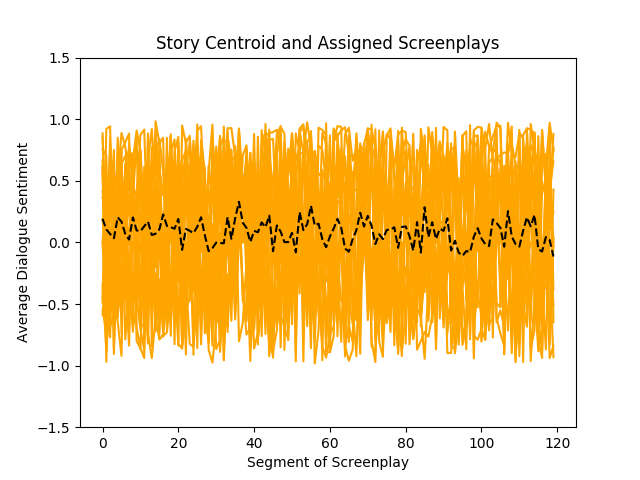 Story Centroid and Assigned Screenplays
Average Dialogue Sentiment
1.5
1.0
0.5
0.0
−0.5
−1.0
−1.5
0 20 40 60 80 100 120
Segment of Screenplay